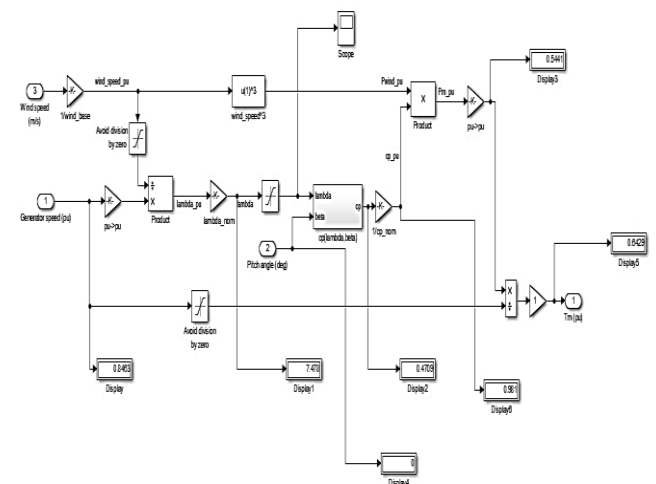 Scope
0.5441
Display3
3
Wind speed
(m/s)
-K-
1/wind_base
wind_speed_pu
u(1)^3
wind_speed^3
Pwind_pu
×
Product
Pm_pu
-K-
pu->pu
Avoid division
by zero
cp_pu
1
Generator speed (pu)
-K-
pu->pu
÷
×
Product
lambda_pu
-K-
lambda_nom
lambda
lambda
beta
cp
cp(lambda,beta)
-K-
1/cp_nom
2
Pitch angle (deg)
0.6429
Display5
×
÷
1
1
Tm (pu)
Avoid division
by zero
0.8463
Display
7.478
Display1
0.4709
Display2
0.981
Display6
0
Display4